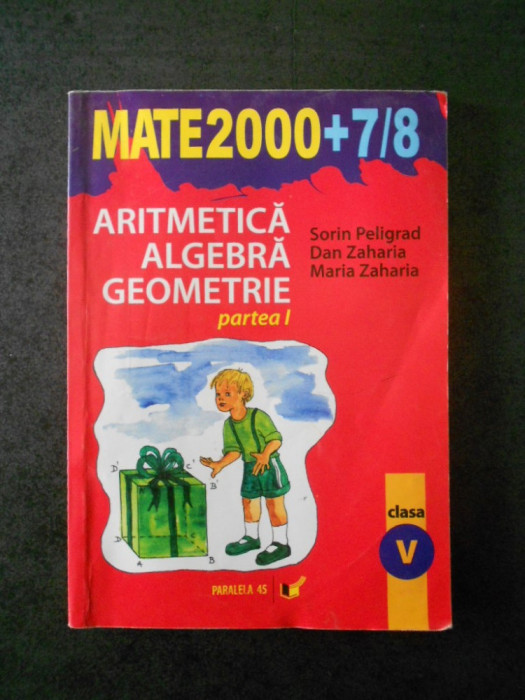 MATE2000+7/8
ARITMETICĂ
ALGEBRĂ
GEOMETRIE
partea I
Sorin Peligrad
Dan Zaharia
Maria Zaharia
D'
C'
B'
D
A
B
clasa
V
PARALELA 45